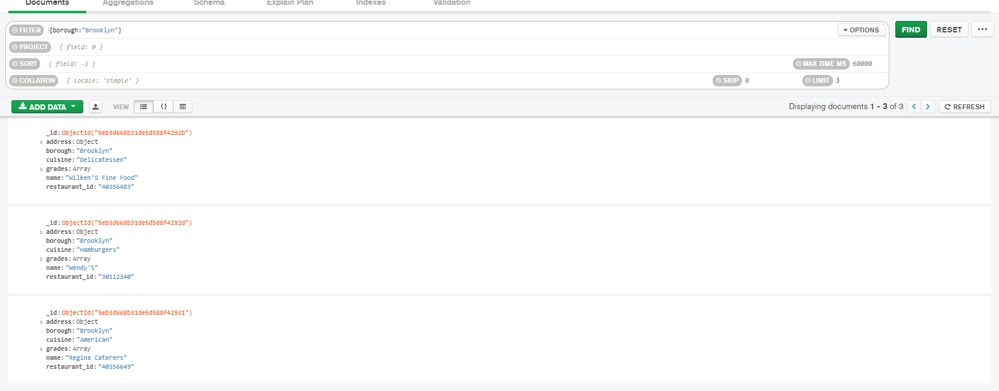 Documents Aggregations Schema Explain Plan Indexes Validation
FILTER {borough:"Brooklyn"} OPTIONS FIND RESET ···
PROJECT { field: 0 }
SORT { field: -1 } MAX TIME MS 60000
COLLATION { locale: 'simple' } SKIP 0 LIMIT 3
ADD DATA VIEW {} Displaying documents 1 - 3 of 3 < > REFRESH
_id:ObjectId("5eb3d668b31de5d588f4292b")
> address:Object
borough:"Brooklyn"
cuisine:"Delicatessen"
> grades:Array
name:"Wilken'S Fine Food"
restaurant_id:"40356483"
_id:ObjectId("5eb3d668b31de5d588f4292d")
> address:Object
borough:"Brooklyn"
cuisine:"Hamburgers"
> grades:Array
name:"Wendy'S"
restaurant_id:"30112340"
_id:ObjectId("5eb3d668b31de5d588f42931")
> address:Object
borough:"Brooklyn"
cuisine:"American"
> grades:Array
name:"Regina Caterers"
restaurant_id:"40356649"